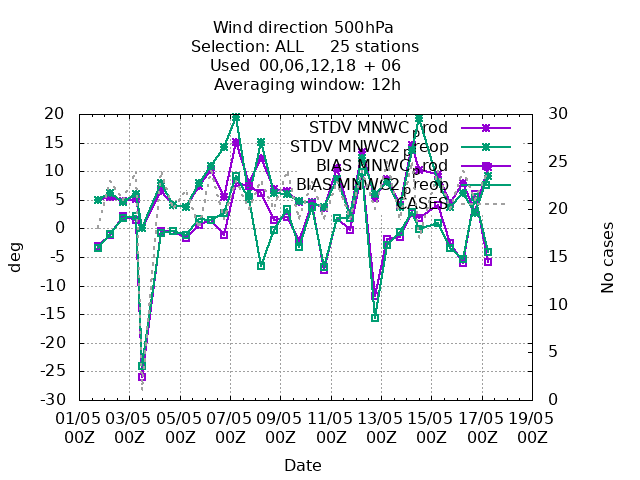 Wind direction 500hPa
Selection: ALL 25 stations
Used 00,06,12,18 + 06
Averaging window: 12h
STDV MNWC_prod
STDV MNWC2_preop
BIAS MNWC_prod
BIAS MNWC2_preop
CASES
20
15
10
5
0
-5
-10
-15
-20
-25
-30
deg
30
25
20
15
10
5
0
No cases
01/05 03/05 05/05 07/05 09/05 11/05 13/05 15/05 17/05 19/05
00Z 00Z 00Z 00Z 00Z 00Z 00Z 00Z 00Z 00Z
Date